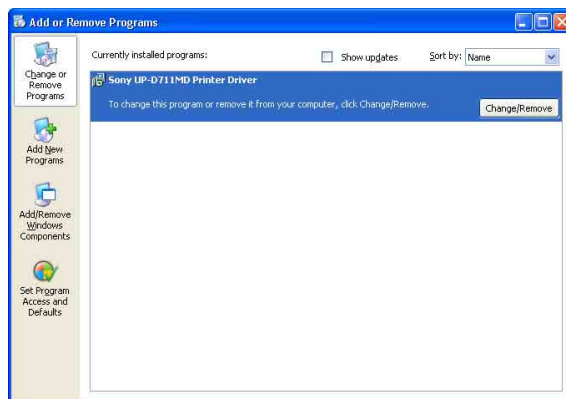 Add or Remove Programs
Currently installed programs:
Show updates
Sort by:
Name
Change or
Remove
Programs
Sony UP-D711MD Printer Driver
To change this program or remove it from your computer, click Change/Remove.
Change/Remove
Add New
Programs
Add/Remove
Windows
Components
Set Program
Access and
Defaults